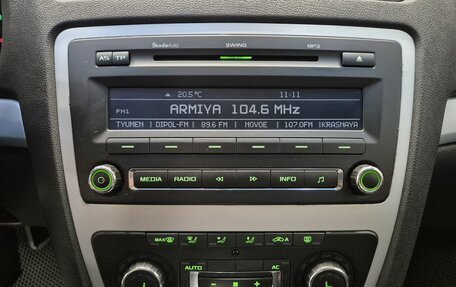 ŠkodaAuto SWING MP3
AS TP
20.5 °C 11:11
FM1 ARMIYA 104.6 MHz
TYUMEN | DIPOL-FM | 89.6 FM | NOVOE | 107.0FM | KRASNAYA
MEDIA RADIO INFO
MAX A
AUTO AC